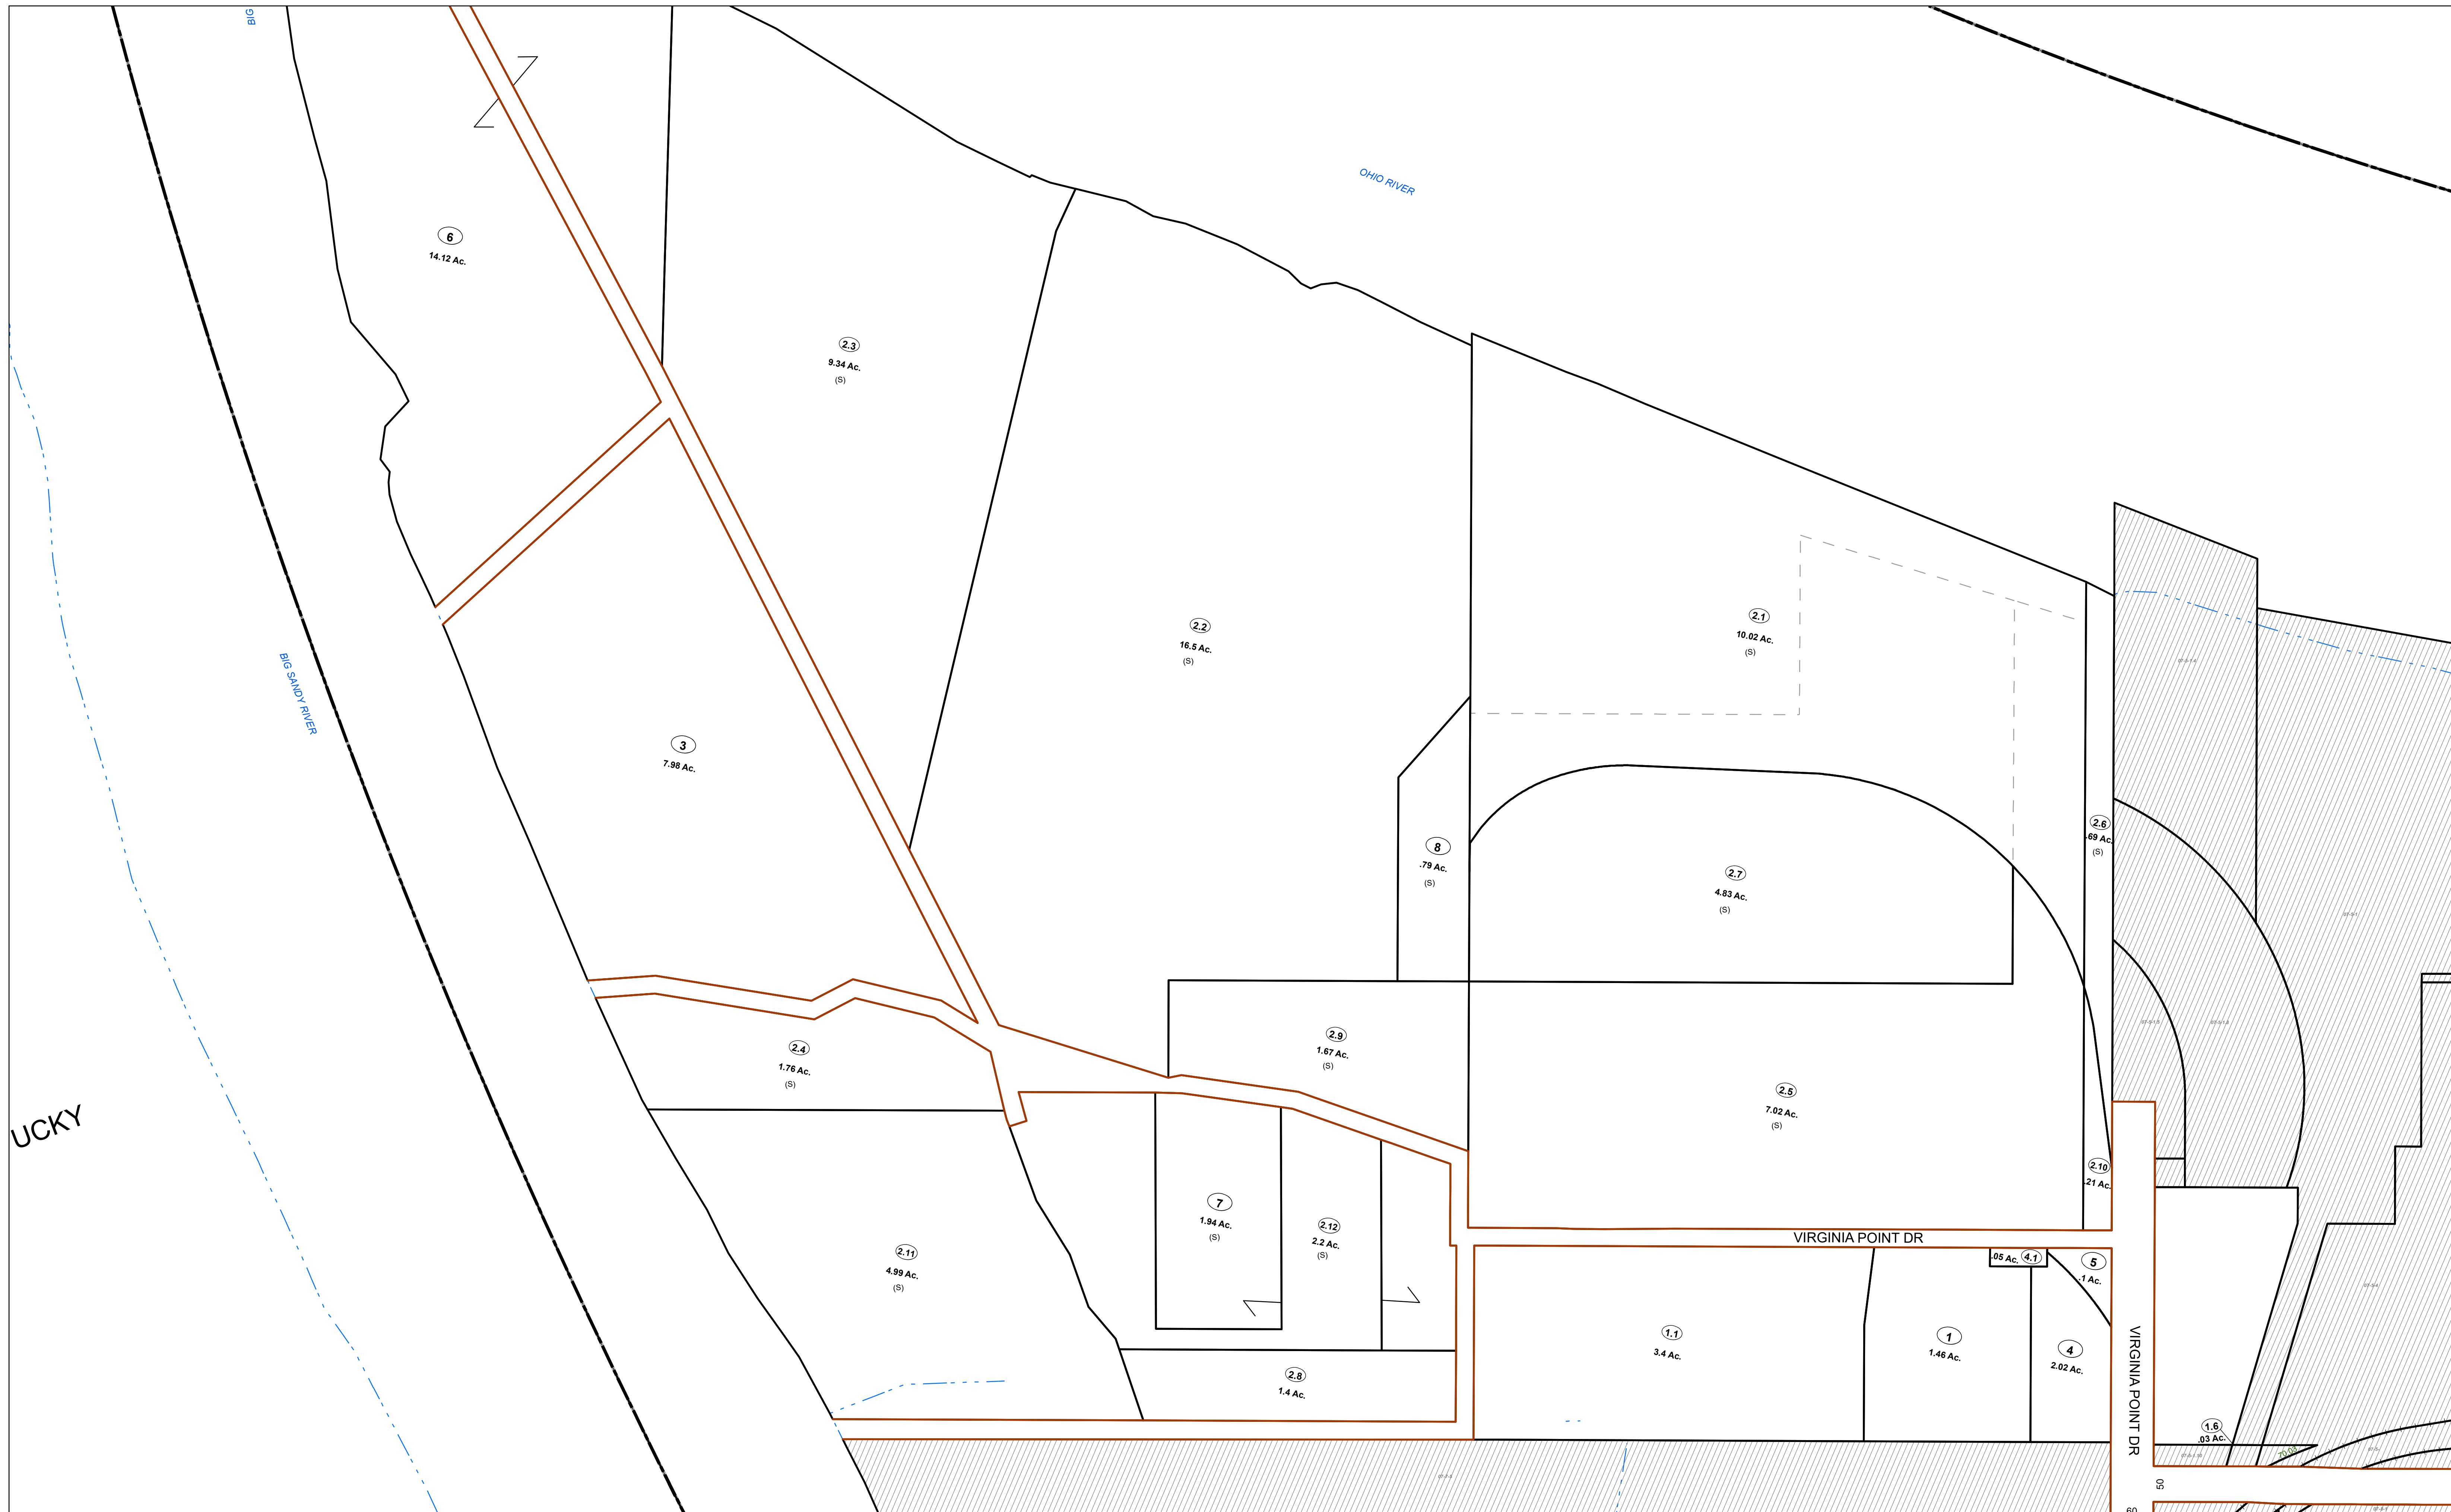 BIG
OHIO RIVER
6
14.12 Ac.
2.3
9.34 Ac.
(S)
2.2
16.5 Ac.
(S)
2.1
10.02 Ac.
(S)
BIG SANDY RIVER
3
7.98 Ac.
8
.79 Ac.
(S)
2.7
4.83 Ac.
(S)
2.6
.69 Ac.
(S)
07-5-1
2.4
1.76 Ac.
(S)
2.9
1.67 Ac.
(S)
2.5
7.02 Ac.
(S)
UCKY
2.10
.21 Ac.
7
1.94 Ac.
(S)
2.12
2.2 Ac.
(S)
2.11
4.99 Ac.
(S)
VIRGINIA POINT DR
.05 Ac.
4.1
5
.1 Ac.
1.1
3.4 Ac.
1
1.46 Ac.
4
2.02 Ac.
2.8
1.4 Ac.
VIRGINIA POINT DR
1.6
.03 Ac.
70.03
50
60